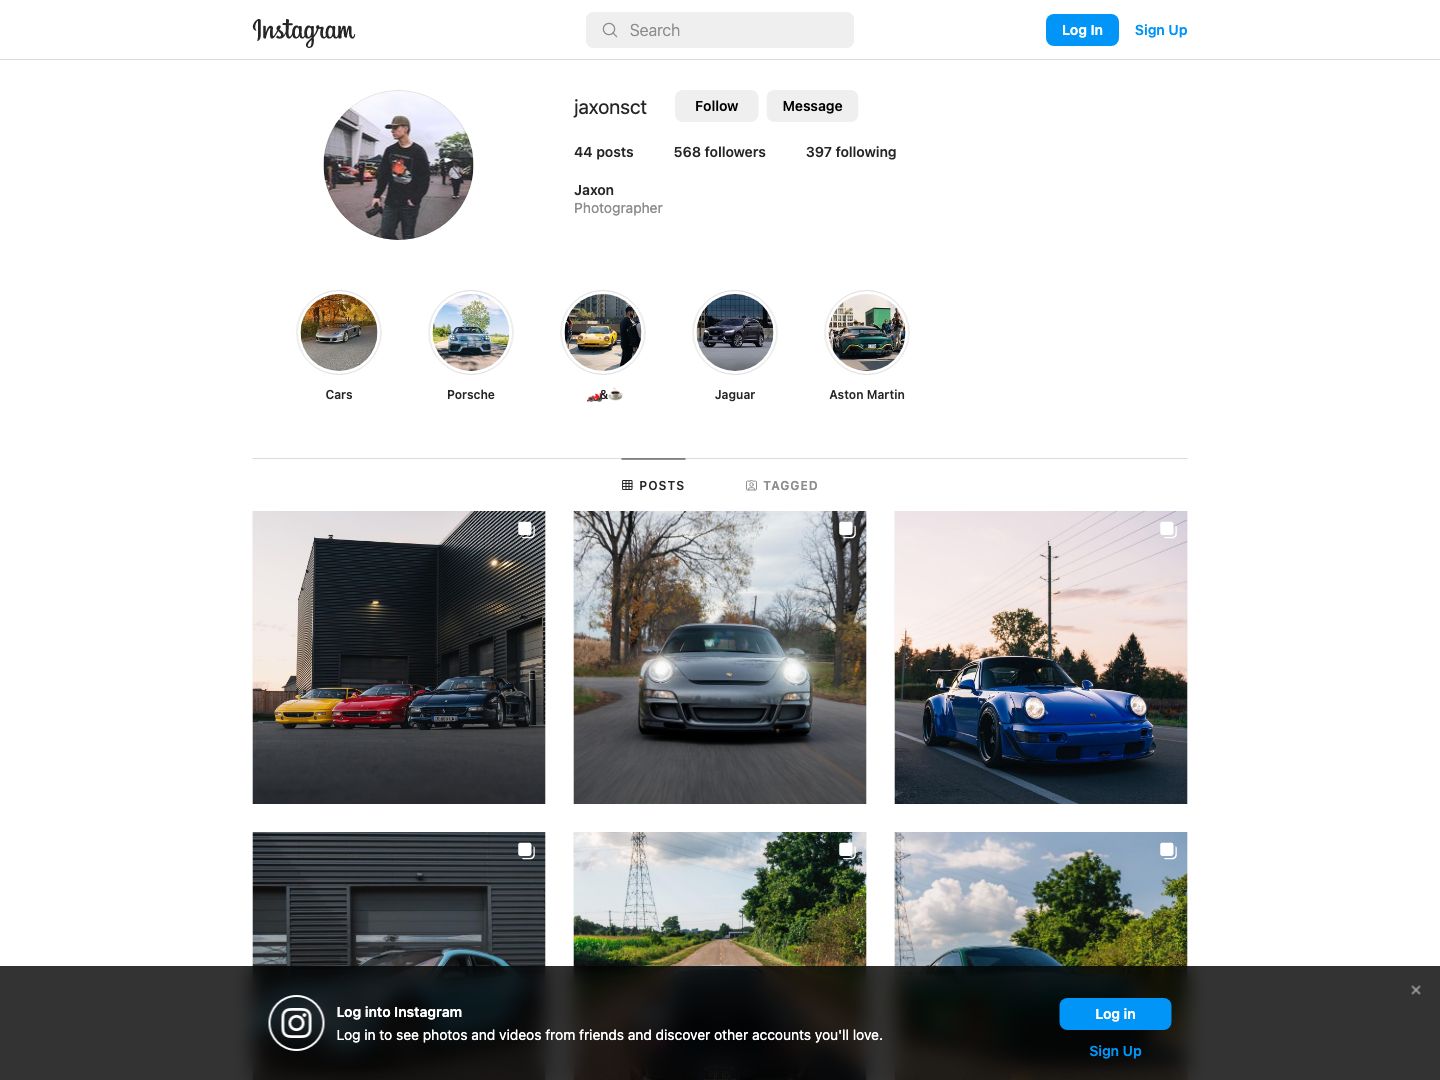 Instagram
Search
Log In
Sign Up
jaxonsct
Follow
Message
44 posts
568 followers
397 following
Jaxon
Photographer
Cars
Porsche
🏎️&☕
Jaguar
Aston Martin
POSTS
TAGGED
Log into Instagram
Log in to see photos and videos from friends and discover other accounts you'll love.
Log in
Sign Up